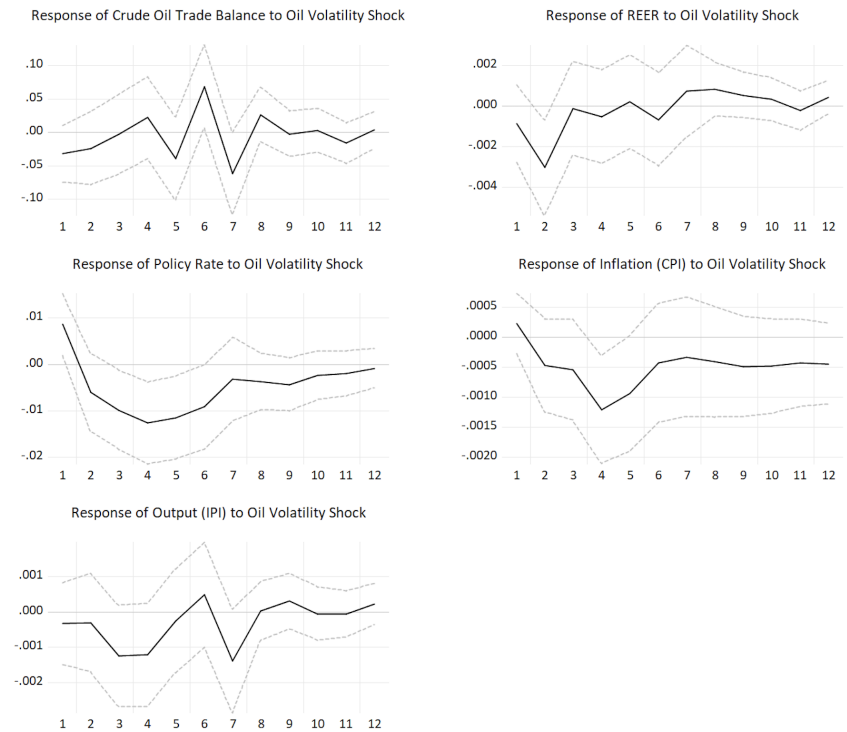 Response of Crude Oil Trade Balance to Oil Volatility Shock
.10
.05
.00
-.05
-.10
1 2 3 4 5 6 7 8 9 10 11 12
Response of REER to Oil Volatility Shock
.002
.000
-.002
-.004
1 2 3 4 5 6 7 8 9 10 11 12
Response of Policy Rate to Oil Volatility Shock
.01
.00
-.01
-.02
1 2 3 4 5 6 7 8 9 10 11 12
Response of Inflation (CPI) to Oil Volatility Shock
.0005
.0000
-.0005
-.0010
-.0015
-.0020
1 2 3 4 5 6 7 8 9 10 11 12
Response of Output (IPI) to Oil Volatility Shock
.001
.000
-.001
-.002
1 2 3 4 5 6 7 8 9 10 11 12